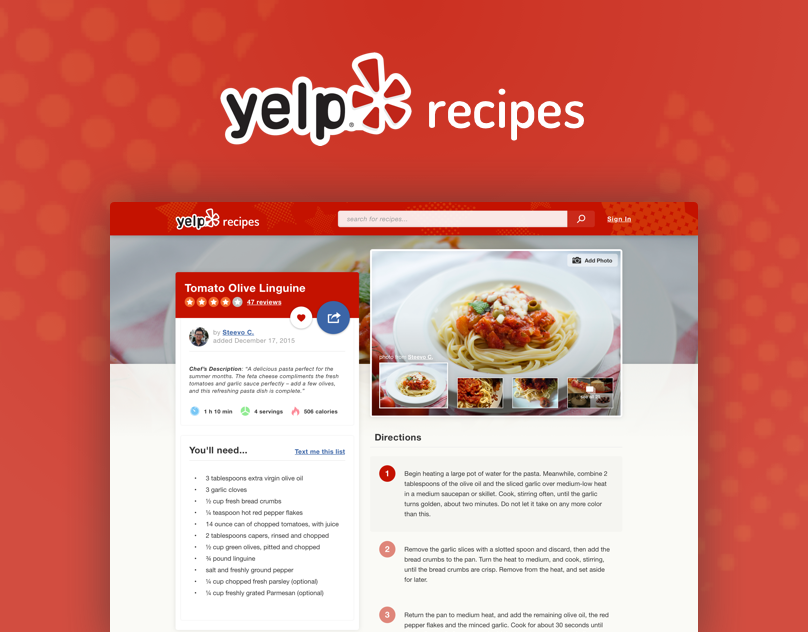 yelp® recipes
yelp recipes
search for recipes...
Sign In
Tomato Olive Linguine
47 reviews
by Steevo C.
added December 17, 2015
Chef's Description: "A delicious pasta perfect for the
summer months. The feta cheese compliments the fresh
tomatoes and garlic sauce perfectly – add a few olives,
and this refreshing pasta dish is complete."
1 h 10 min
4 servings
506 calories
You'll need...
Text me this list
• 3 tablespoons extra virgin olive oil
• 3 garlic cloves
• ½ cup fresh bread crumbs
• ¼ teaspoon hot red pepper flakes
• 14 ounce can of chopped tomatoes, with juice
• 2 tablespoons capers, rinsed and chopped
• ½ cup green olives, pitted and chopped
• ¾ pound linguine
• salt and freshly ground pepper
• ¼ cup chopped fresh parsley (optional)
• ¼ cup freshly grated Parmesan (optional)
Add Photo
photo from Steevo C.
Directions
1
Begin heating a large pot of water for the pasta. Meanwhile, combine 2
tablespoons of the olive oil and the sliced garlic over medium-low heat
in a medium saucepan or skillet. Cook, stirring often, until the garlic
turns golden, about two minutes. Do not let it take on any more color
than this.
2
Remove the garlic slices with a slotted spoon and discard, then add the
bread crumbs to the pan. Turn the heat to medium, and cook, stirring,
until the bread crumbs are crisp. Remove from the heat, and set aside
for later.
3
Return the pan to medium heat, and add the remaining olive oil, the red
pepper flakes and the minced garlic. Cook for about 30 seconds until